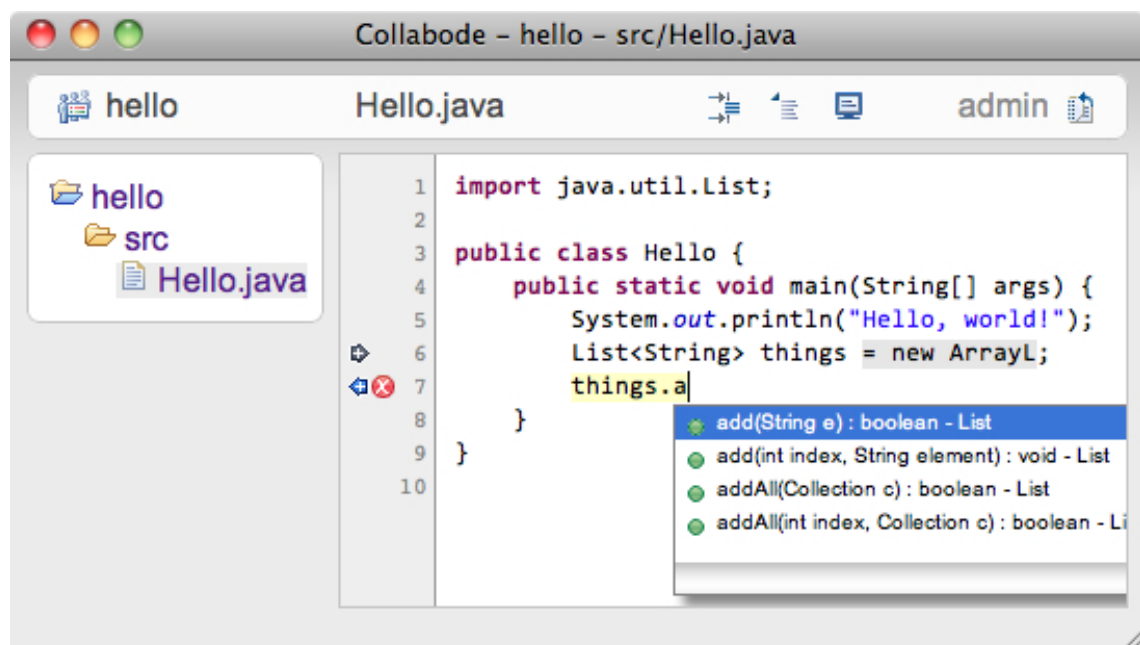 Collabode – hello – src/Hello.java
hello Hello.java admin
hello
src
Hello.java
1 import java.util.List;
2
3 public class Hello {
4 public static void main(String[] args) {
5 System.out.println("Hello, world!");
6 List<String> things = new ArrayL;
7 things.a
8 }
9 }
10
add(String e) : boolean - List
add(int index, String element) : void - List
addAll(Collection c) : boolean - List
addAll(int index, Collection c) : boolean - Li